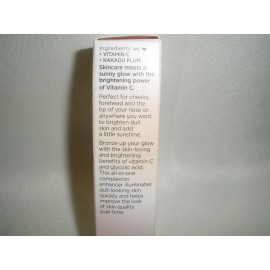 Ingredients we ❤
• VITAMIN C
• KAKADU PLUM
Skincare meets a
sunny glow with the
brightening power
of Vitamin C.
Perfect for cheeks,
forehead and the
tip of your nose or
anywhere you want
to brighten dull
skin and add a
little sunshine.
Bronze up your glow
with the skin-loving
and brightening
benefits of vitamin C
and glycolic acid.
This all-in-one
complexion
enhancer illuminates
dull-looking skin
quickly and helps
improve the look
of skin quality
over time.